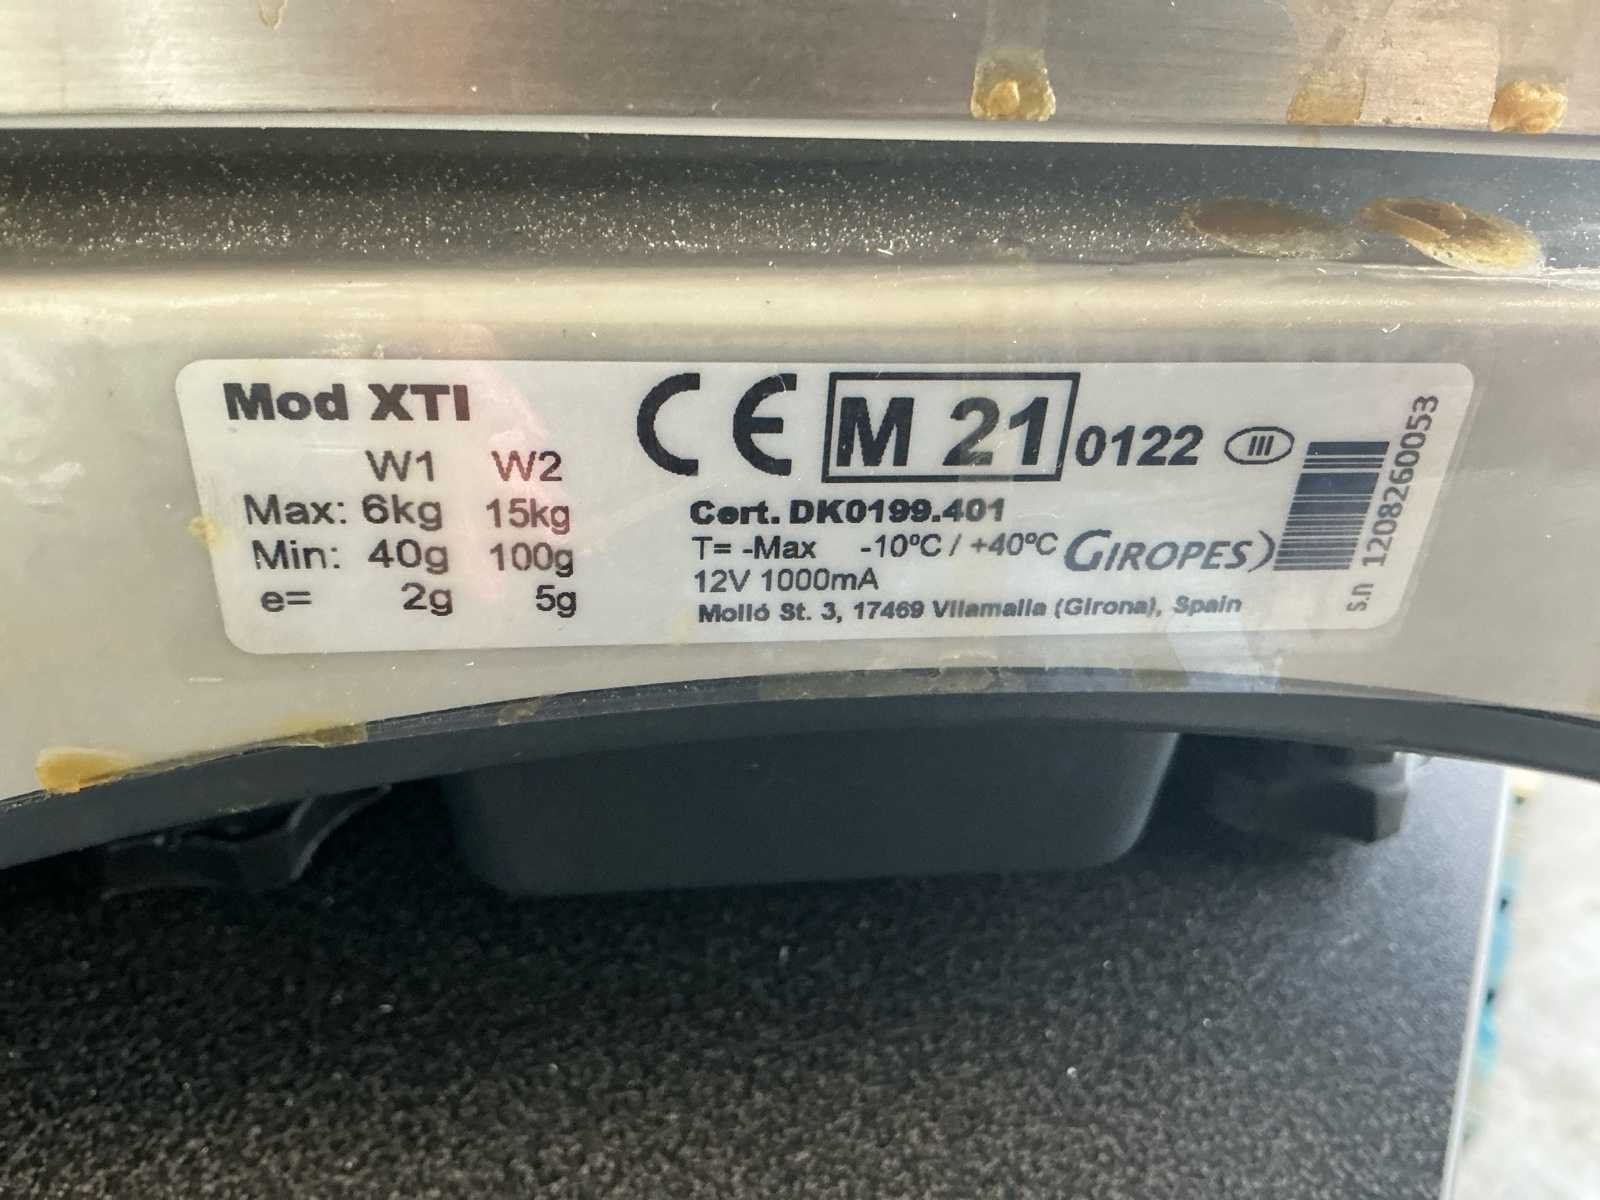 Mod XTI
W1 W2
Max: 6kg 15kg
Min: 40g 100g
e= 2g 5g
CE M 21 0122 III
Cert. DK0199.401
T= -Max -10ºC / +40ºC
12V 1000mA
Molló St. 3, 17469 Vilamalla (Girona), Spain
GIROPES
s.n 1208260053